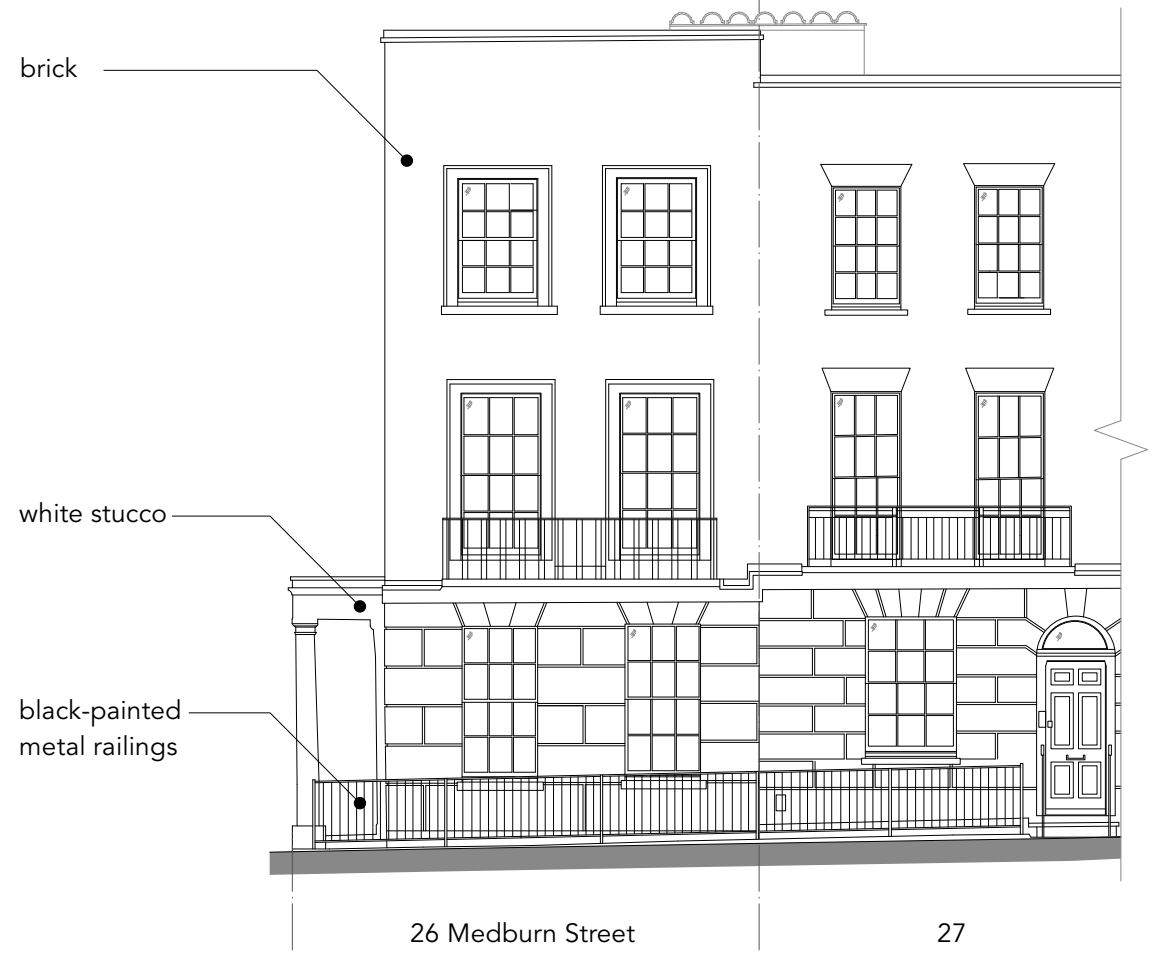 brick
white stucco
black-painted
metal railings
26 Medburn Street
27